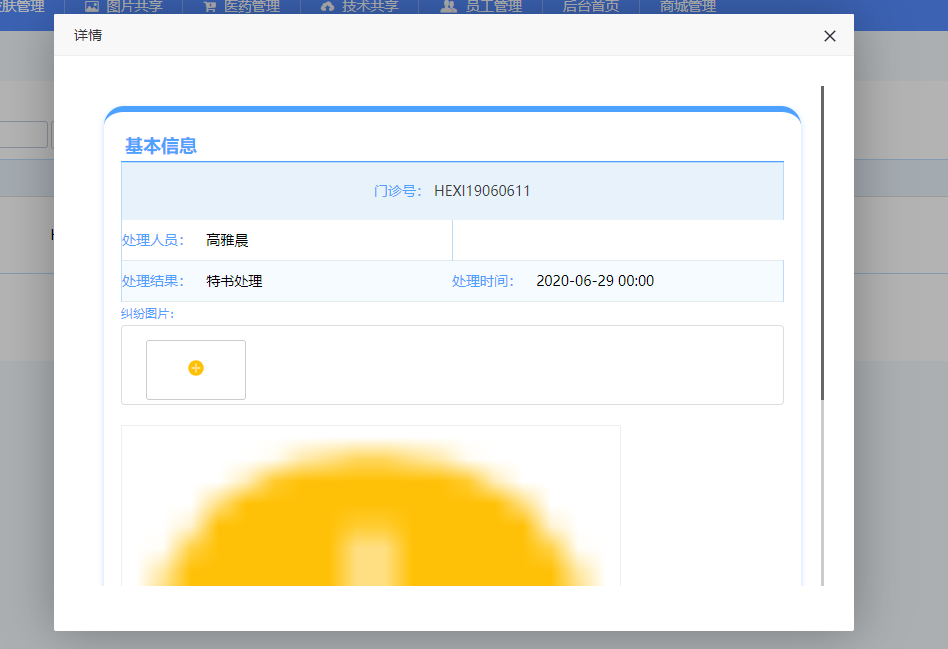 肤管理 图片共享 医药管理 技术共享 员工管理 后台首页 商城管理
详情
基本信息
门诊号： HEXI19060611
处理人员： 高雅晨
处理结果： 特书处理 处理时间： 2020-06-29 00:00
纠纷图片：